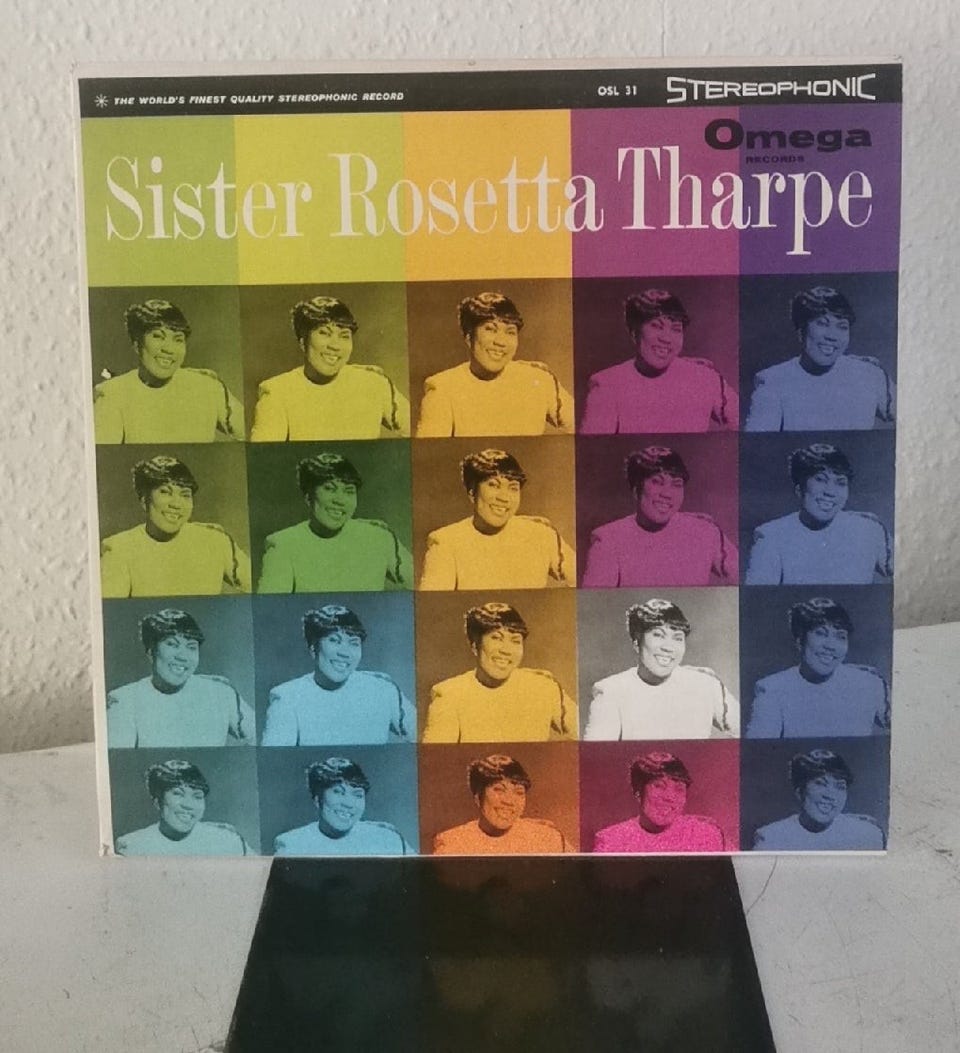 ✳ THE WORLD'S FINEST QUALITY STEREOPHONIC RECORD
OSL 31
STEREOPHONIC
Omega
RECORDS
Sister Rosetta Tharpe